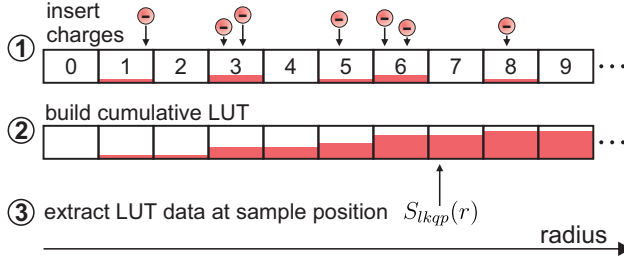 insert
charges
① 0 1 2 3 4 5 6 7 8 9 ···
build cumulative LUT
② ···
③ extract LUT data at sample position S_{lkqp}(r)
radius